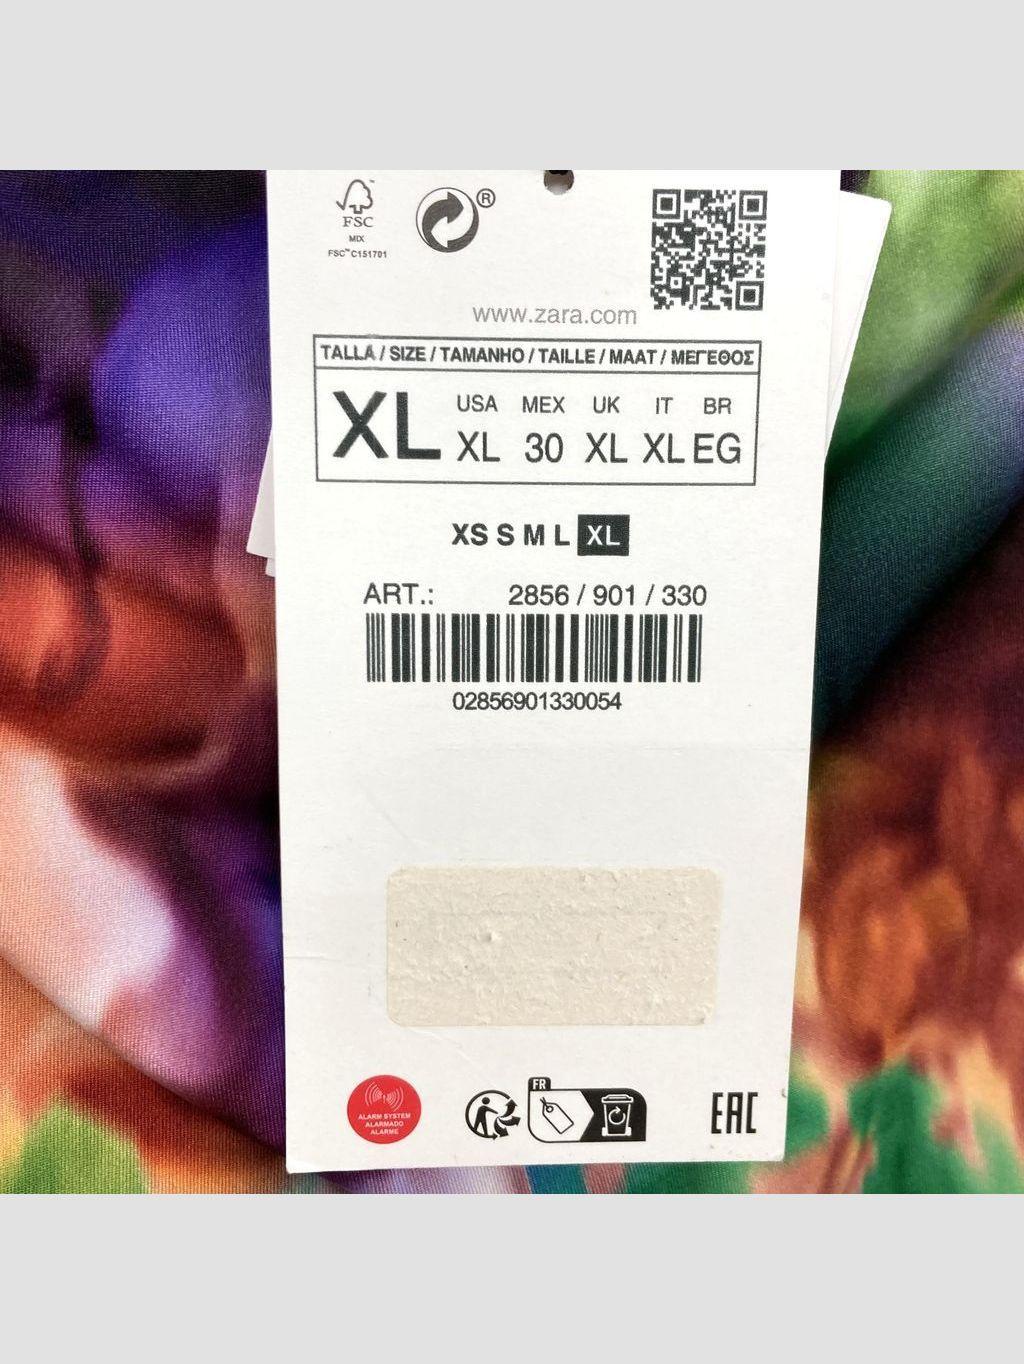 FSC
MIX
FSC™ C151701
®
www.zara.com
TALLA / SIZE / TAMANHO / TAILLE / MAAT / ΜΕΓΕΘΟΣ
XL
USA MEX UK IT BR
XL 30 XL XL EG
XS S M L XL
ART.: 2856 / 901 / 330
02856901330054
ALARM SYSTEM
ALARMADO
ALARME
FR
EAC